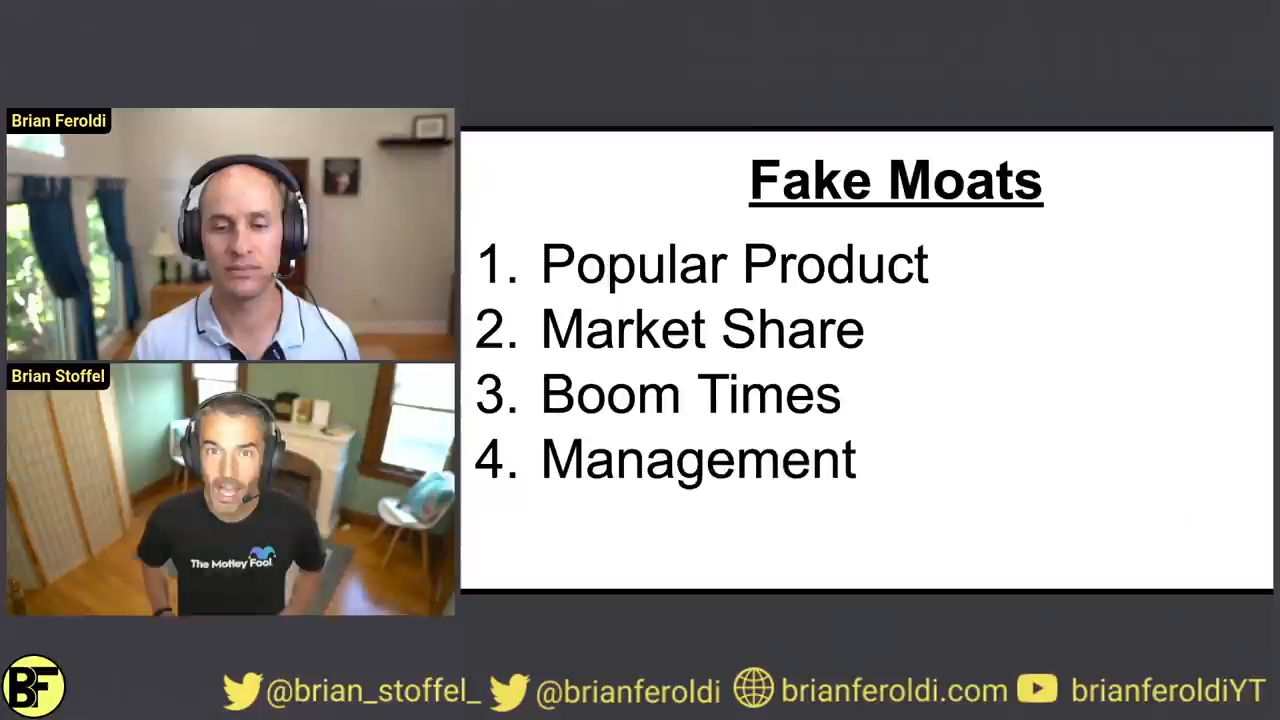 Brian Feroldi
Brian Stoffel
The Motley Fool
Fake Moats
1. Popular Product
2. Market Share
3. Boom Times
4. Management
BF
@brian_stoffel_
@brianferoldi
brianferoldi.com
brianferoldiYT